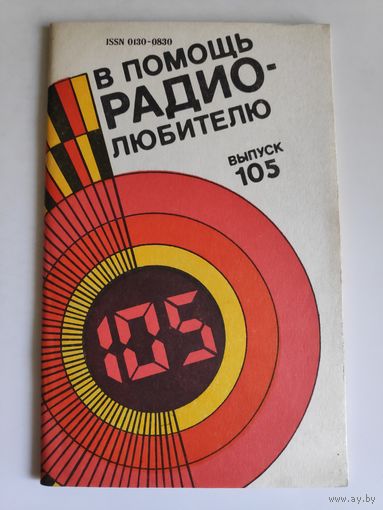 ISSN 0130-0830
В ПОМОЩЬ
РАДИО-
ЛЮБИТЕЛЮ
ВЫПУСК
105
105
www.ay.by